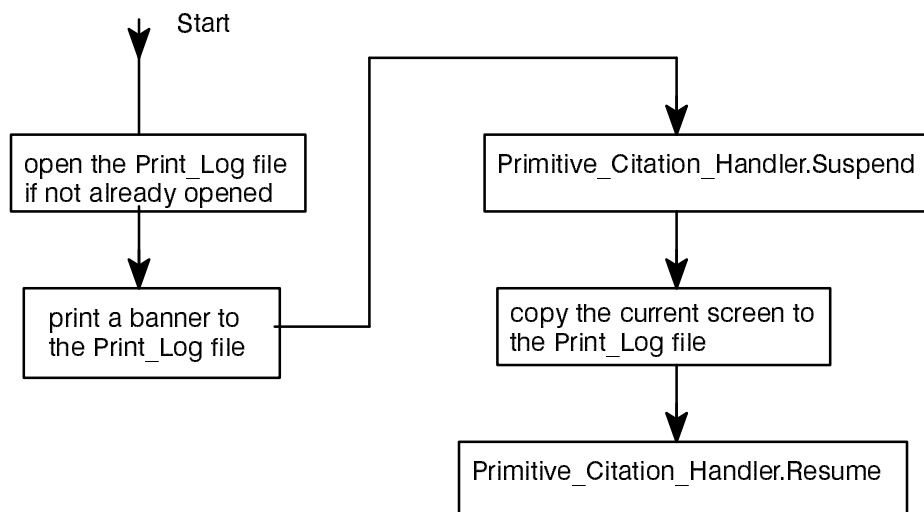 Start
open the Print_Log file
if not already opened
print a banner to
the Print_Log file
Primitive_Citation_Handler.Suspend
copy the current screen to
the Print_Log file
Primitive_Citation_Handler.Resume